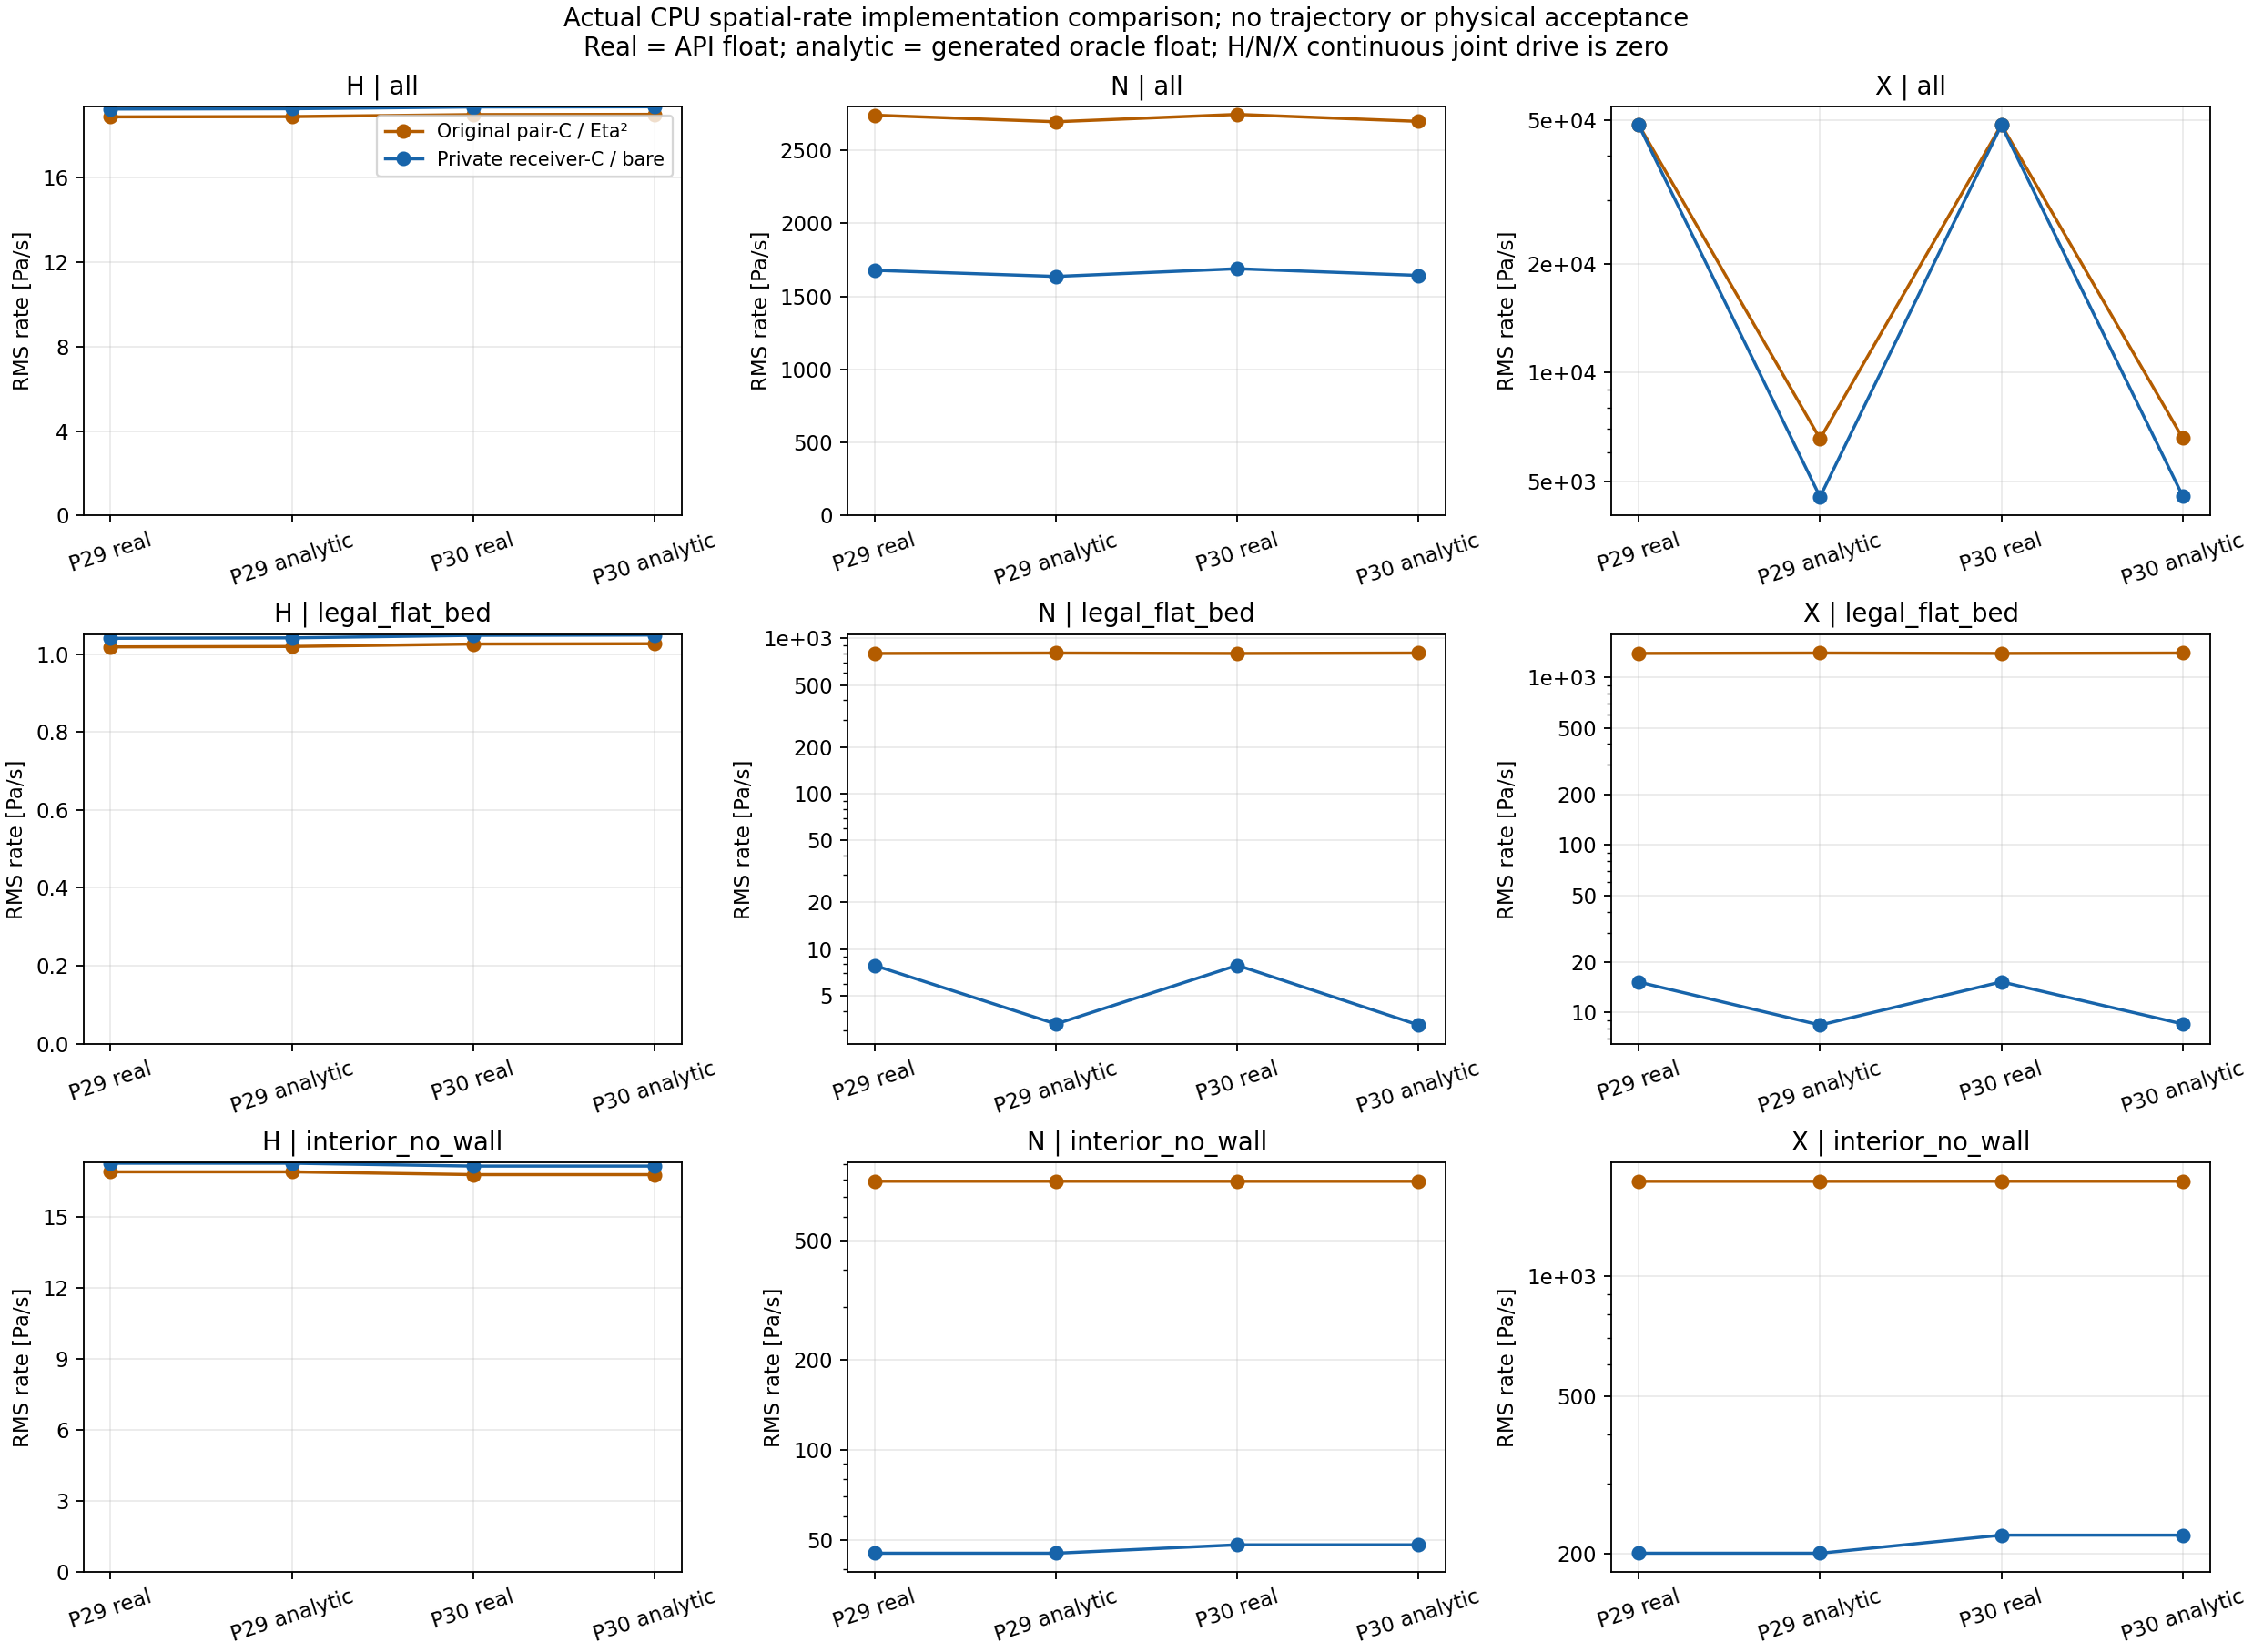 Actual CPU spatial-rate implementation comparison; no trajectory or physical acceptance
Real = API float; analytic = generated oracle float; H/N/X continuous joint drive is zero
H | all
RMS rate [Pa/s]
16
12
8
4
0
Original pair-C / Eta²
Private receiver-C / bare
P29 real
P29 analytic
P30 real
P30 analytic
N | all
RMS rate [Pa/s]
2500
2000
1500
1000
500
0
P29 real
P29 analytic
P30 real
P30 analytic
X | all
RMS rate [Pa/s]
5e+04
2e+04
1e+04
5e+03
P29 real
P29 analytic
P30 real
P30 analytic
H | legal_flat_bed
RMS rate [Pa/s]
1.0
0.8
0.6
0.4
0.2
0.0
P29 real
P29 analytic
P30 real
P30 analytic
N | legal_flat_bed
RMS rate [Pa/s]
1e+03
500
200
100
50
20
10
5
P29 real
P29 analytic
P30 real
P30 analytic
X | legal_flat_bed
RMS rate [Pa/s]
1e+03
500
200
100
50
20
10
P29 real
P29 analytic
P30 real
P30 analytic
H | interior_no_wall
RMS rate [Pa/s]
15
12
9
6
3
0
P29 real
P29 analytic
P30 real
P30 analytic
N | interior_no_wall
RMS rate [Pa/s]
500
200
100
50
P29 real
P29 analytic
P30 real
P30 analytic
X | interior_no_wall
RMS rate [Pa/s]
1e+03
500
200
P29 real
P29 analytic
P30 real
P30 analytic